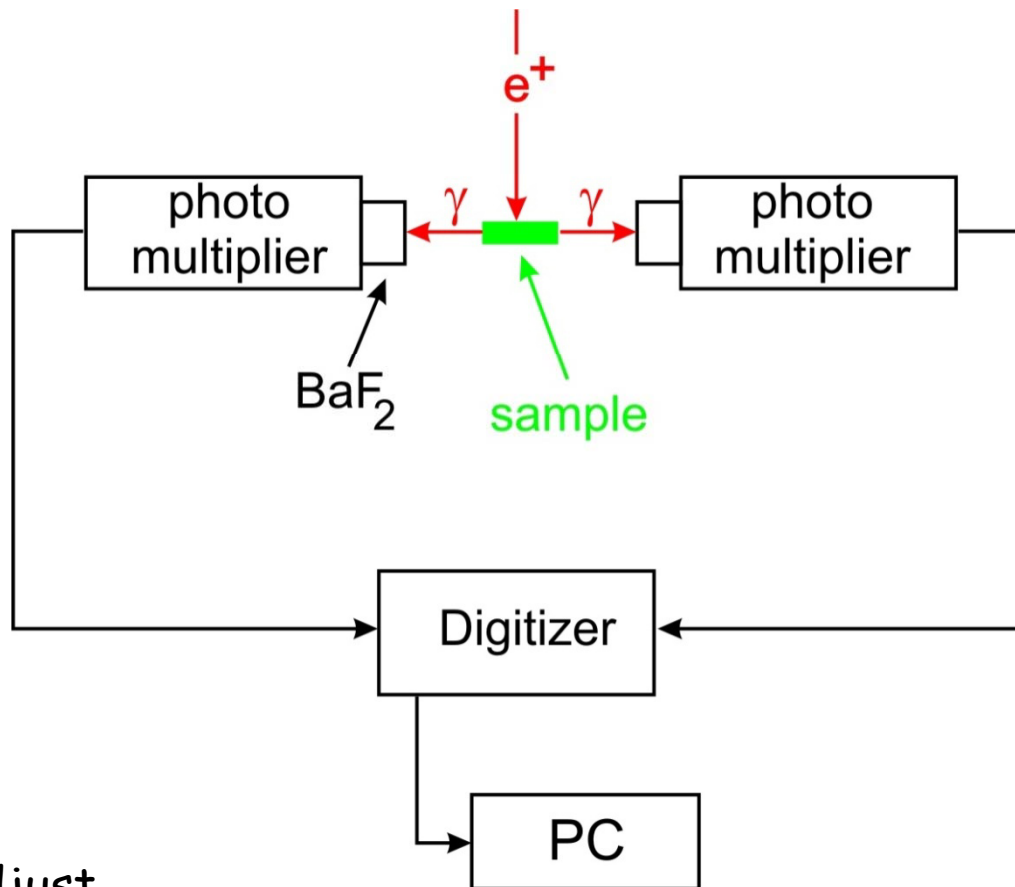 e+
photo
multiplier
γ
γ
photo
multiplier
BaF2
sample
Digitizer
PC